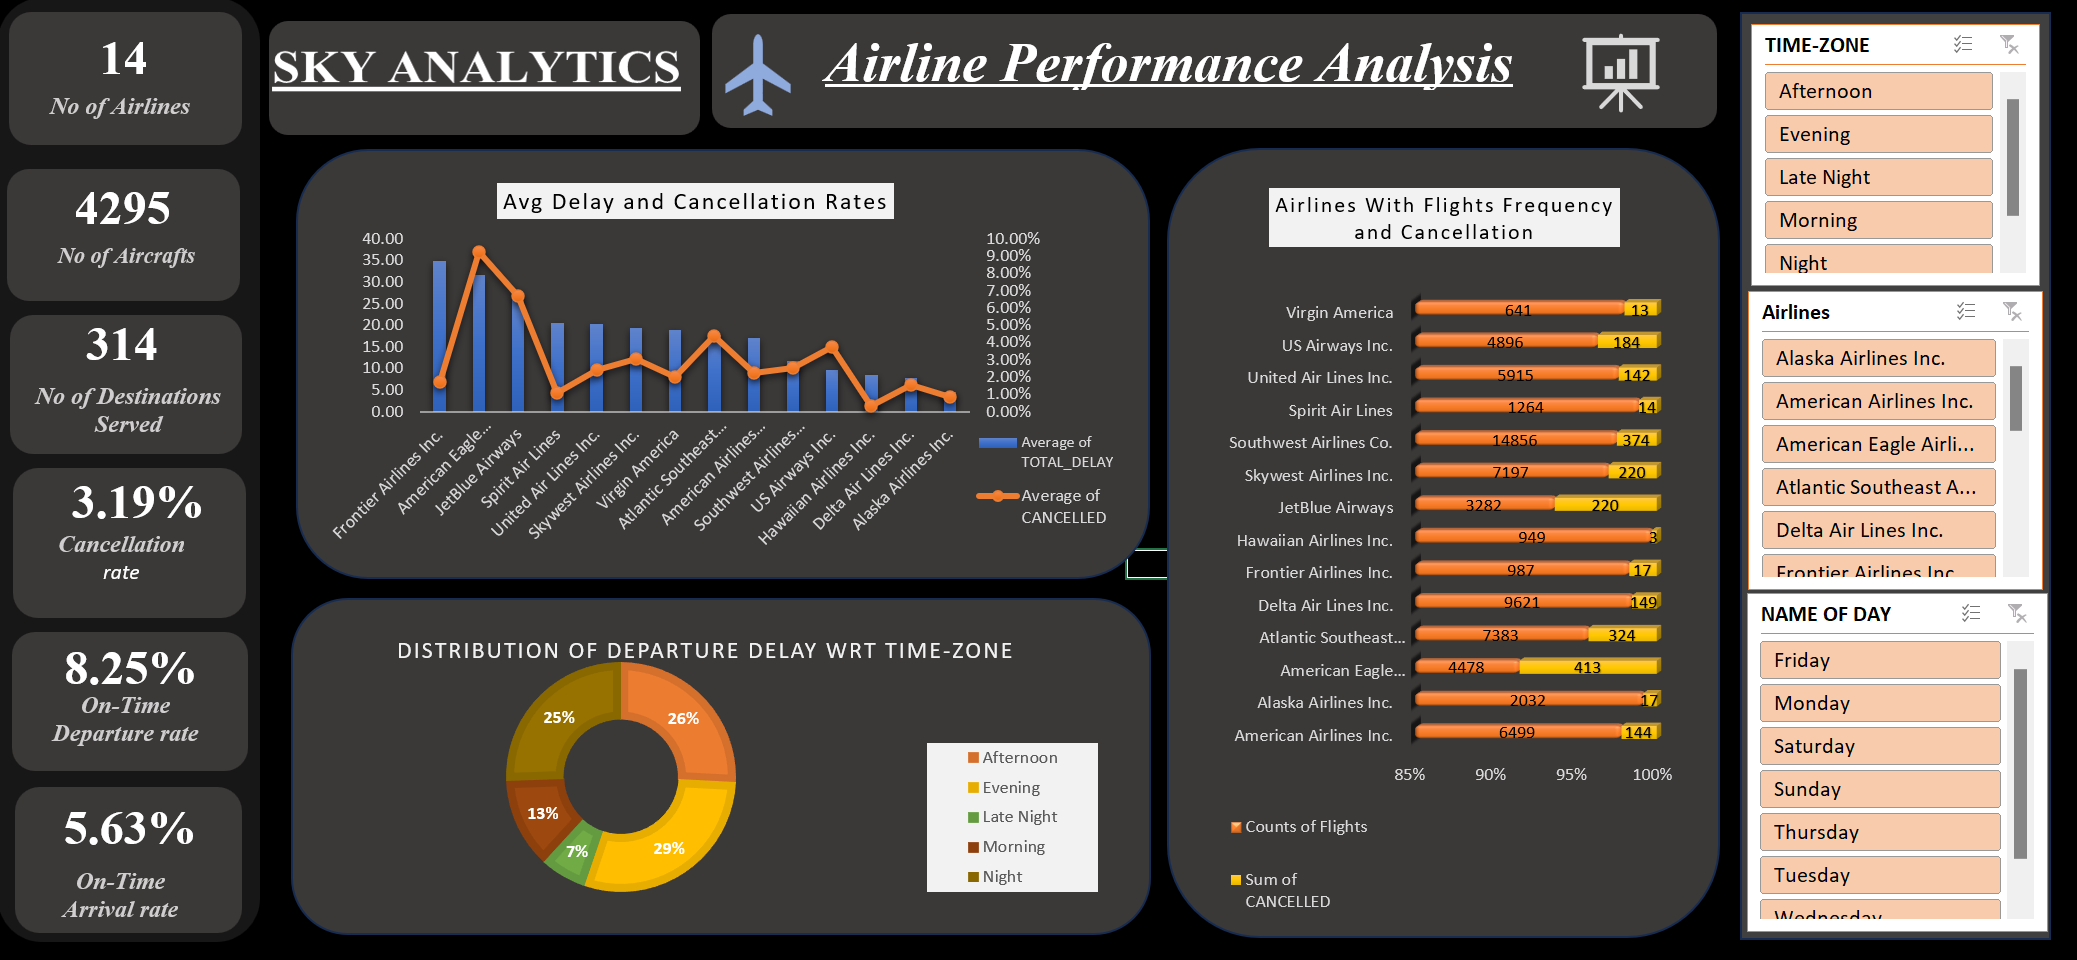 14
No of Airlines
4295
No of Aircrafts
314
No of Destinations
Served
3.19%
Cancellation
rate
8.25%
On-Time
Departure rate
5.63%
On-Time
Arrival rate
SKY ANALYTICS
Airline Performance Analysis
Avg Delay and Cancellation Rates
40.00
35.00
30.00
25.00
20.00
15.00
10.00
5.00
0.00
10.00%
9.00%
8.00%
7.00%
6.00%
5.00%
4.00%
3.00%
2.00%
1.00%
0.00%
Frontier Airlines Inc.
American Eagle...
JetBlue Airways
Spirit Air Lines
United Air Lines Inc.
Skywest Airlines Inc.
Virgin America
Atlantic Southeast...
American Airlines...
Southwest Airlines...
US Airways Inc.
Hawaiian Airlines Inc.
Delta Air Lines Inc.
Alaska Airlines Inc.
Average of
TOTAL_DELAY
Average of
CANCELLED
DISTRIBUTION OF DEPARTURE DELAY WRT TIME-ZONE
25%
26%
13%
7%
29%
Afternoon
Evening
Late Night
Morning
Night
Airlines With Flights Frequency
and Cancellation
Virgin America 641 13
US Airways Inc. 4896 184
United Air Lines Inc. 5915 142
Spirit Air Lines 1264 14
Southwest Airlines Co. 14856 374
Skywest Airlines Inc. 7197 220
JetBlue Airways 3282 220
Hawaiian Airlines Inc. 949 3
Frontier Airlines Inc. 987 17
Delta Air Lines Inc. 9621 149
Atlantic Southeast... 7383 324
American Eagle... 4478 413
Alaska Airlines Inc. 2032 17
American Airlines Inc. 6499 144
85% 90% 95% 100%
Counts of Flights
Sum of
CANCELLED
TIME-ZONE
Afternoon
Evening
Late Night
Morning
Night
Airlines
Alaska Airlines Inc.
American Airlines Inc.
American Eagle Airli...
Atlantic Southeast A...
Delta Air Lines Inc.
Frontier Airlines Inc.
NAME OF DAY
Friday
Monday
Saturday
Sunday
Thursday
Tuesday
Wednesday